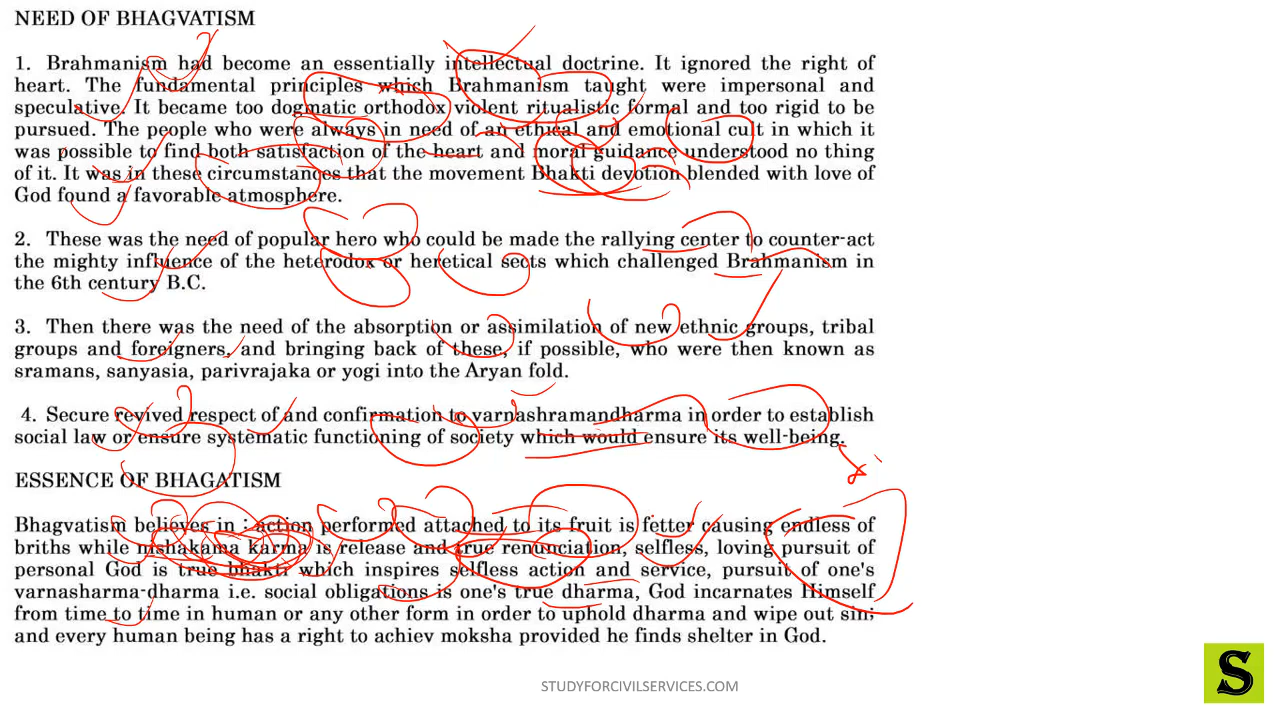 NEED OF BHAGVATISM
1. Brahmanism had become an essentially intellectual doctrine. It ignored the right of
heart. The fundamental principles which Brahmanism taught were impersonal and
speculative. It became too dogmatic orthodox violent ritualistic formal and too rigid to be
pursued. The people who were always in need of an ethical and emotional cult in which it
was possible to find both satisfaction of the heart and moral guidance understood no thing
of it. It was in these circumstances that the movement Bhakti devotion blended with love of
God found a favorable atmosphere.
2. These was the need of popular hero who could be made the rallying center to counter-act
the mighty influence of the heterodox or heretical sects which challenged Brahmanism in
the 6th century B.C.
3. Then there was the need of the absorption or assimilation of new ethnic groups, tribal
groups and foreigners, and bringing back of these, if possible, who were then known as
sramans, sanyasia, parivrajaka or yogi into the Aryan fold.
4. Secure revived respect of and confirmation to varnashramandharma in order to establish
social law or ensure systematic functioning of society which would ensure its well-being.
ESSENCE OF BHAGATISM
Bhagvatism believes in : action performed attached to its fruit is fetter causing endless of
briths while nishakama karma is release and true renunciation, selfless, loving pursuit of
personal God is true bhakti which inspires selfless action and service, pursuit of one's
varnasharma-dharma i.e. social obligations is one's true dharma, God incarnates Himself
from time to time in human or any other form in order to uphold dharma and wipe out sin;
and every human being has a right to achiev moksha provided he finds shelter in God.
STUDYFORCIVILSERVICES.COM
S